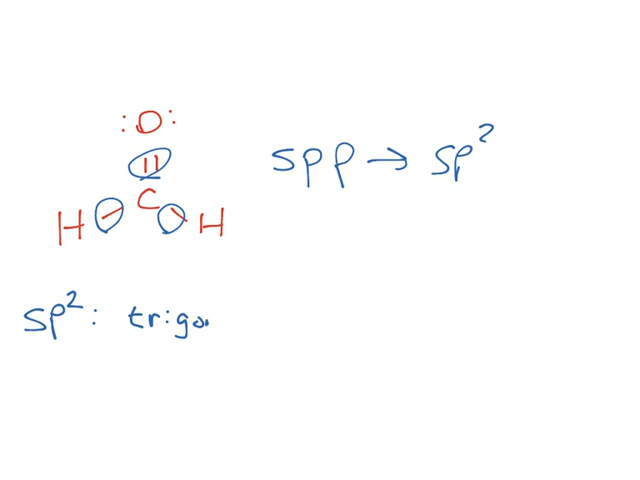 :O:
||
C
H H
spp → sp²
sp²: trigo